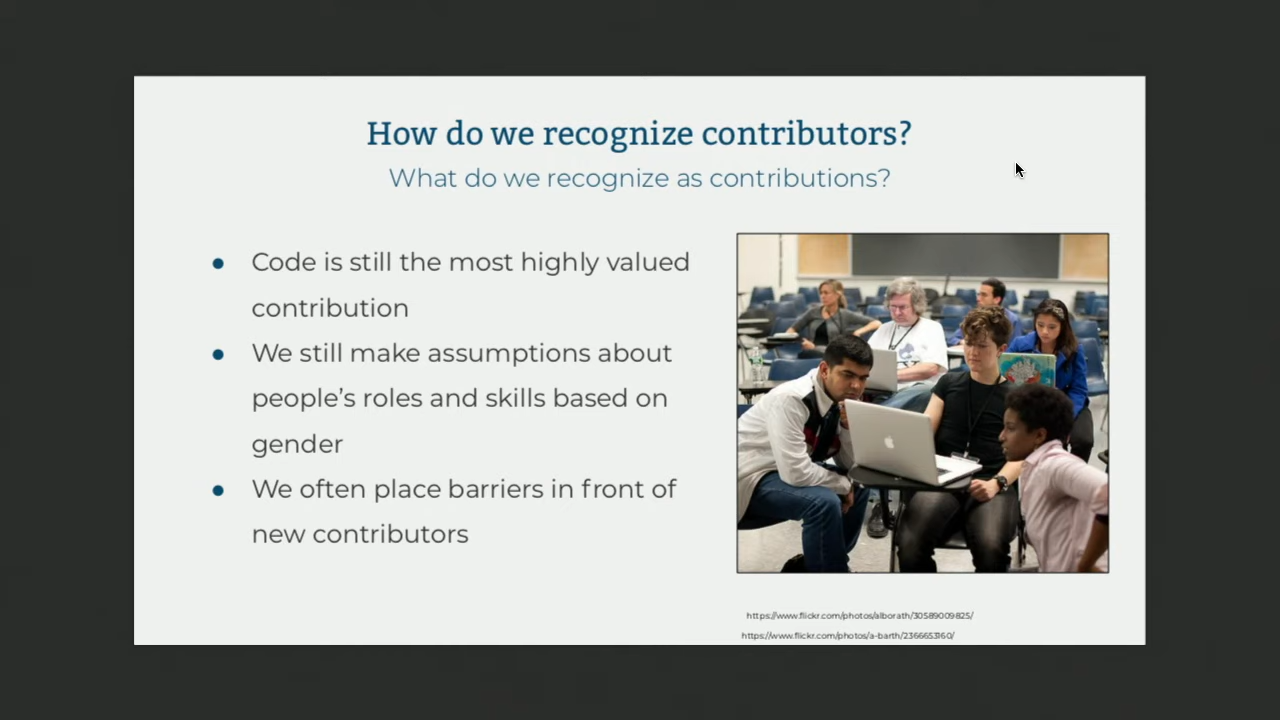 How do we recognize contributors?
What do we recognize as contributions?
● Code is still the most highly valued
contribution
● We still make assumptions about
people's roles and skills based on
gender
● We often place barriers in front of
new contributors
https://www.flickr.com/photos/alborath/30589009825/
https://www.flickr.com/photos/a-barth/2366653160/